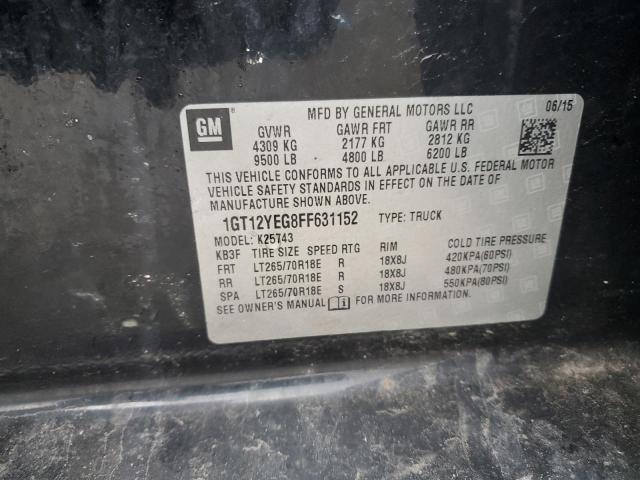 MFD BY GENERAL MOTORS LLC 06/15
GM®
GVWR GAWR FRT GAWR RR
4309 KG 2177 KG 2812 KG
9500 LB 4800 LB 6200 LB
THIS VEHICLE CONFORMS TO ALL APPLICABLE U.S. FEDERAL MOTOR
VEHICLE SAFETY STANDARDS IN EFFECT ON THE DATE OF
MANUFACTURE SHOWN ABOVE.
1GT12YEG8FF631152 TYPE: TRUCK
MODEL: K25743
KB3F TIRE SIZE SPEED RTG RIM COLD TIRE PRESSURE
FRT LT265/70R18E R 18X8J 420KPA(60PSI)
RR LT265/70R18E R 18X8J 480KPA(70PSI)
SPA LT265/70R18E S 18X8J 550KPA(80PSI)
SEE OWNER'S MANUAL FOR MORE INFORMATION.